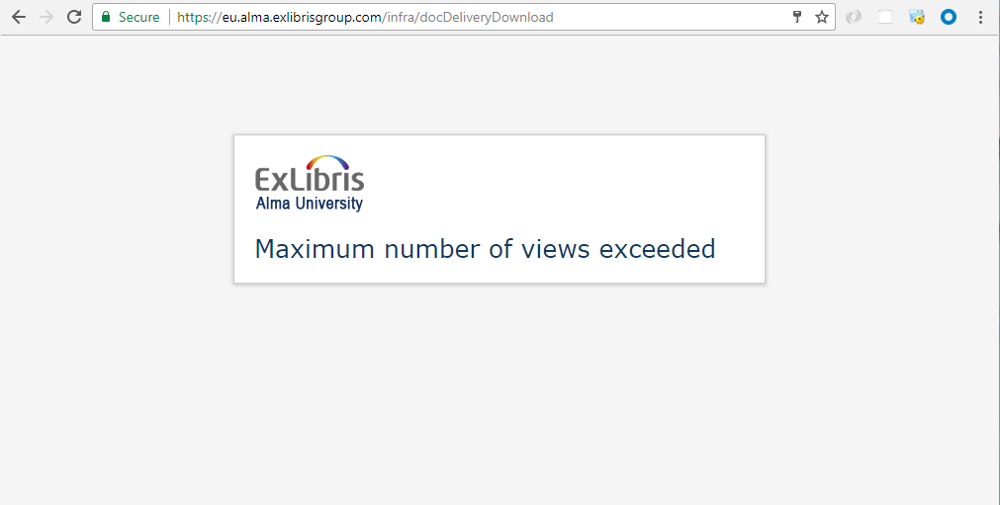 Secure
https://eu.alma.exlibrisgroup.com/infra/docDeliveryDownload
ExLibris
Alma University
Maximum number of views exceeded